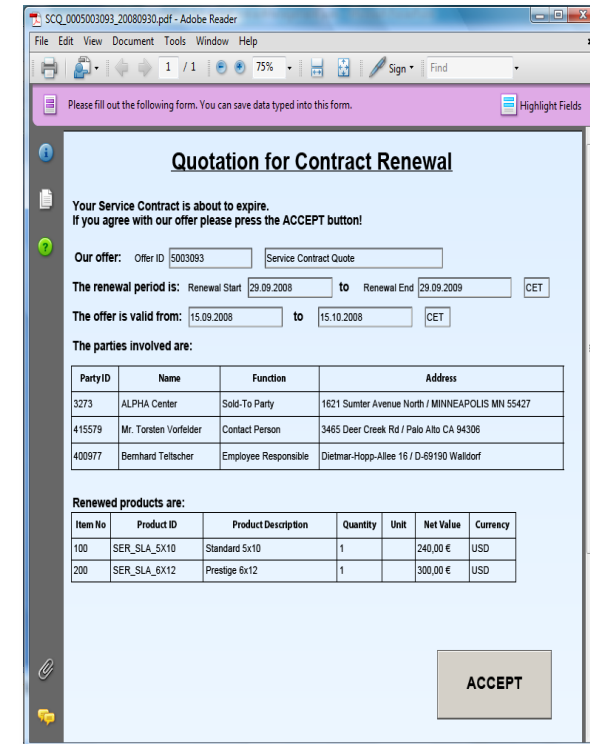 SCQ_0005003093_20080930.pdf - Adobe Reader
File Edit View Document Tools Window Help
1 / 1 75% Sign Find
Please fill out the following form. You can save data typed into this form. Highlight Fields
Quotation for Contract Renewal
Your Service Contract is about to expire.
If you agree with our offer please press the ACCEPT button!
Our offer: Offer ID 5003093 Service Contract Quote
The renewal period is: Renewal Start 29.09.2008 to Renewal End 29.09.2009 CET
The offer is valid from: 15.09.2008 to 15.10.2008 CET
The parties involved are:
Party ID Name Function Address
3273 ALPHA Center Sold-To Party 1621 Sumter Avenue North / MINNEAPOLIS MN 55427
415579 Mr. Torsten Vorfelder Contact Person 3465 Deer Creek Rd / Palo Alto CA 94306
400977 Bernhard Teltscher Employee Responsible Dietmar-Hopp-Allee 16 / D-69190 Walldorf
Renewed products are:
Item No Product ID Product Description Quantity Unit Net Value Currency
100 SER_SLA_5X10 Standard 5x10 1 240,00 € USD
200 SER_SLA_6X12 Prestige 6x12 1 300,00 € USD
ACCEPT